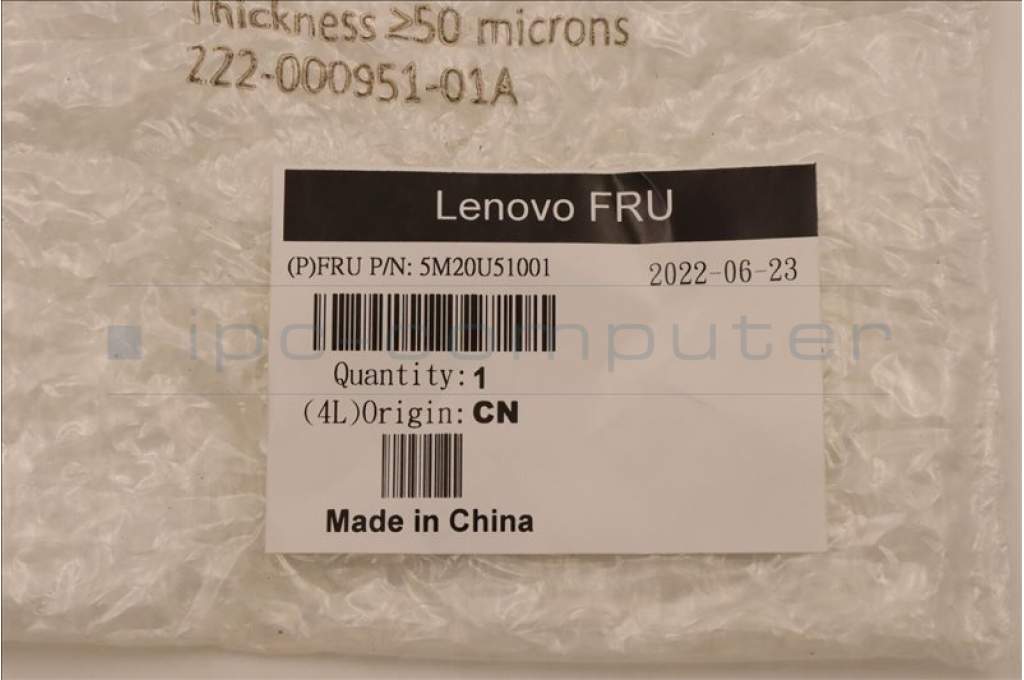 Thickness ≥50 microns
222-000951-01A
Lenovo FRU
(P)FRU P/N: 5M20U51001
2022-06-23
ipc-computer
Quantity: 1
(4L)Origin: CN
Made in China